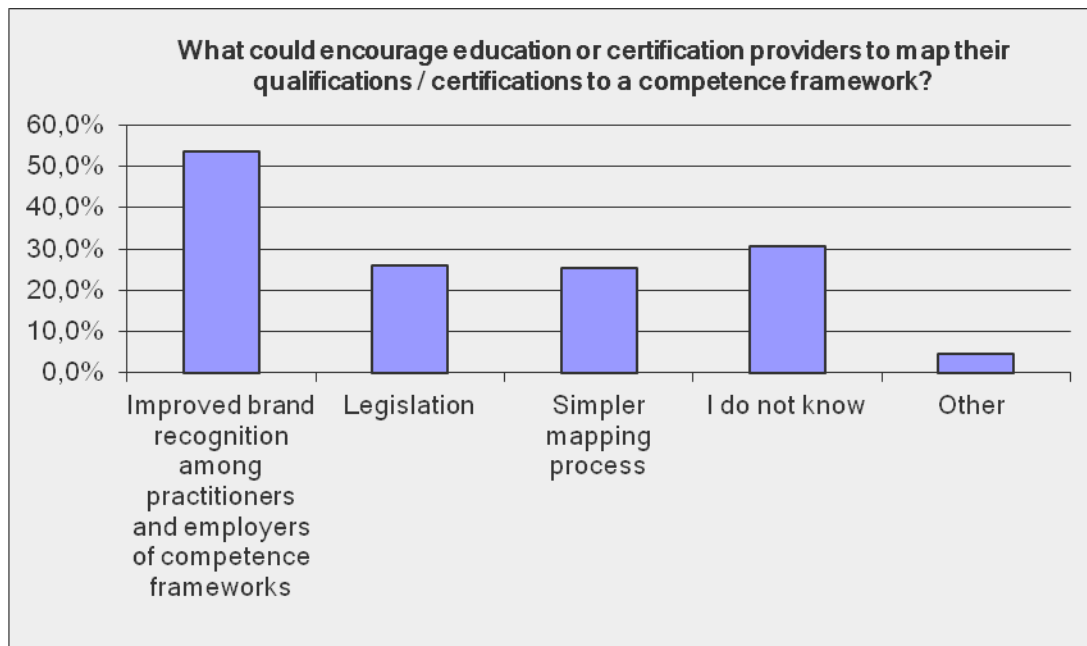 What could encourage education or certification providers to map their
qualifications / certifications to a competence framework?
60,0%
50,0%
40,0%
30,0%
20,0%
10,0%
0,0%
Improved brand
recognition
among
practitioners
and employers
of competence
frameworks
Legislation
Simpler
mapping
process
I do not know
Other